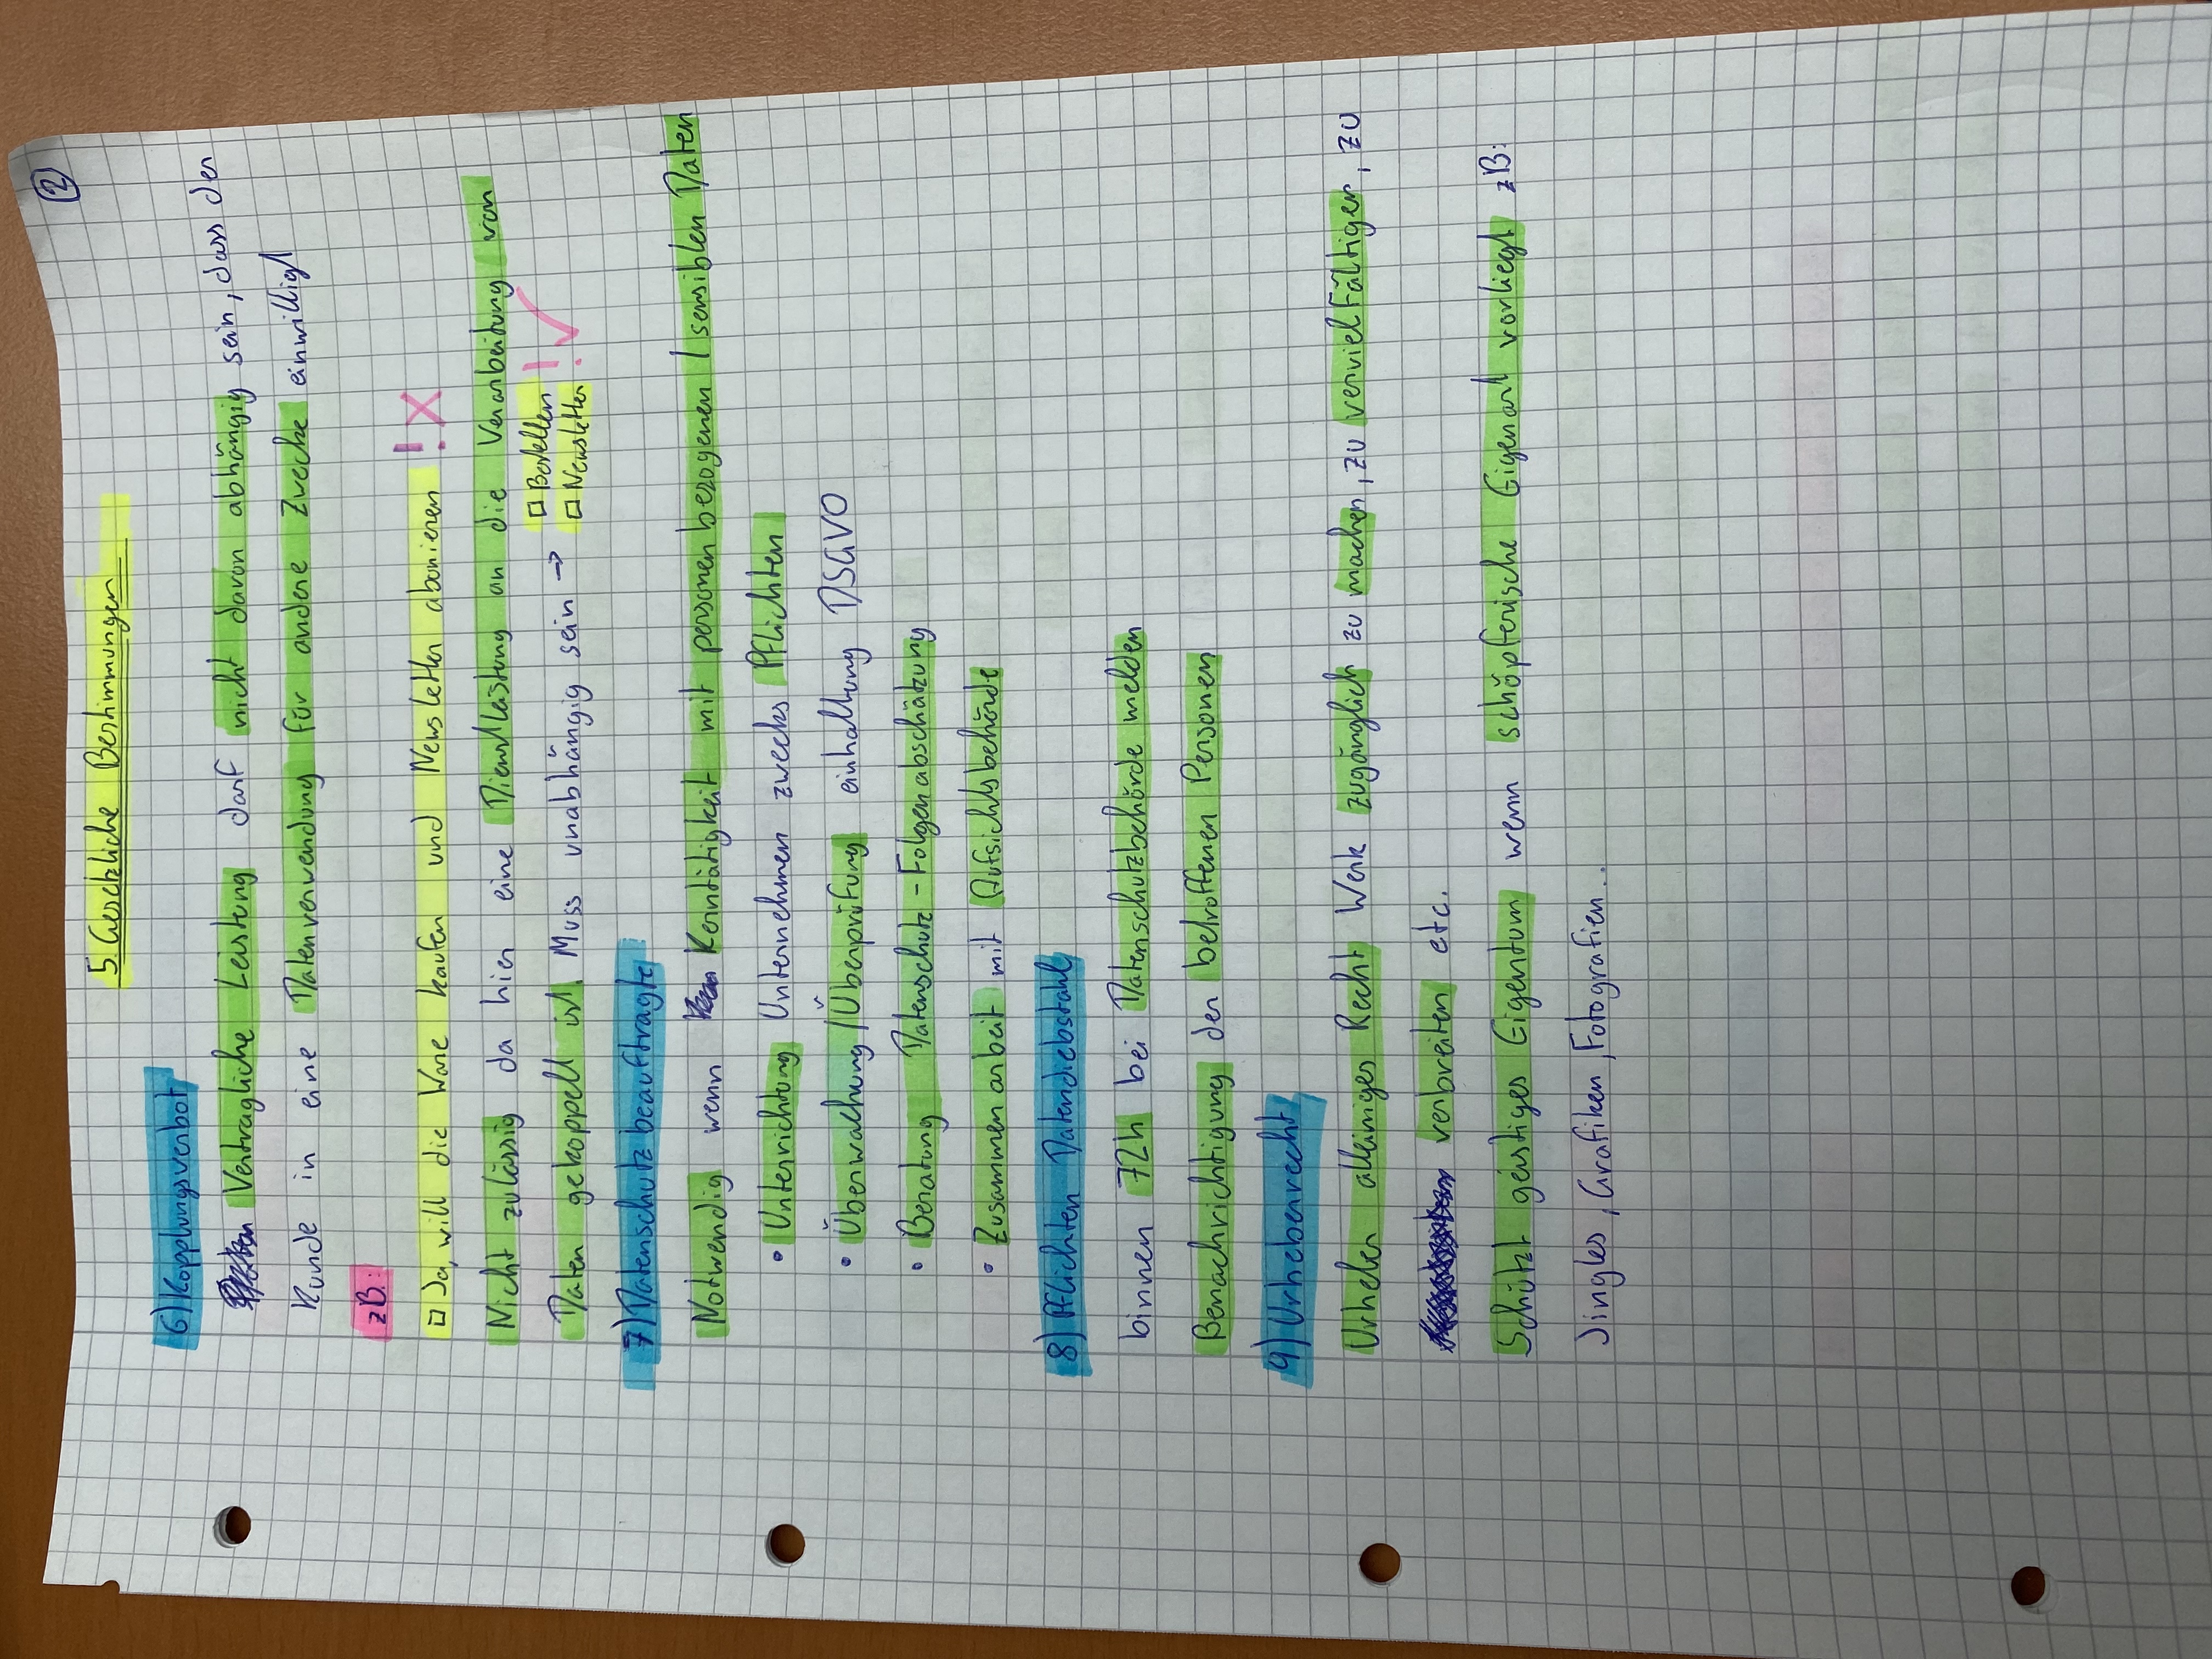 2
5. Gesetzliche Bestimmungen
6) Kopplungsverbot
Vertragliche Leistung darf nicht davon abhängig sein, dass der
Kunde in eine Datenverwendung für andere Zwecke einwilligt
zB.:
□ Ja, will die Ware kaufen und Newsletter abonieren ! X
Nicht zulässig da hier eine Dienstleistung an die Verarbeitung von
Daten gekoppelt ist. Muss unabhängig sein → □ Bestellen ! ✓
□ Newsletter !
7) Datenschutzbeauftragte
Notwendig wenn Kerntätigkeit mit personenbezogenen / sensiblen Daten
• Unterrichtung Unternehmen zwecks Pflichten
• Überwachung / Überprüfung einhaltung DSGVO
• Beratung Datenschutz - Folgenabschätzung
• Zusammenarbeit mit Aufsichtsbehörde
8) Pflichten Datendiebstahl
binnen 72h bei Datenschutzbehörde melden
Benachrichtigung der betroffenen Personen
9) Urheberrecht
Urheber alleiniges Recht Werk zugänglich zu machen, zu vervielfältigen, zu
verbreiten etc.
Schützt geistiges Eigentum wenn schöpferische Eigenart vorliegt zB:
Jingles, Grafiken, Fotografien..